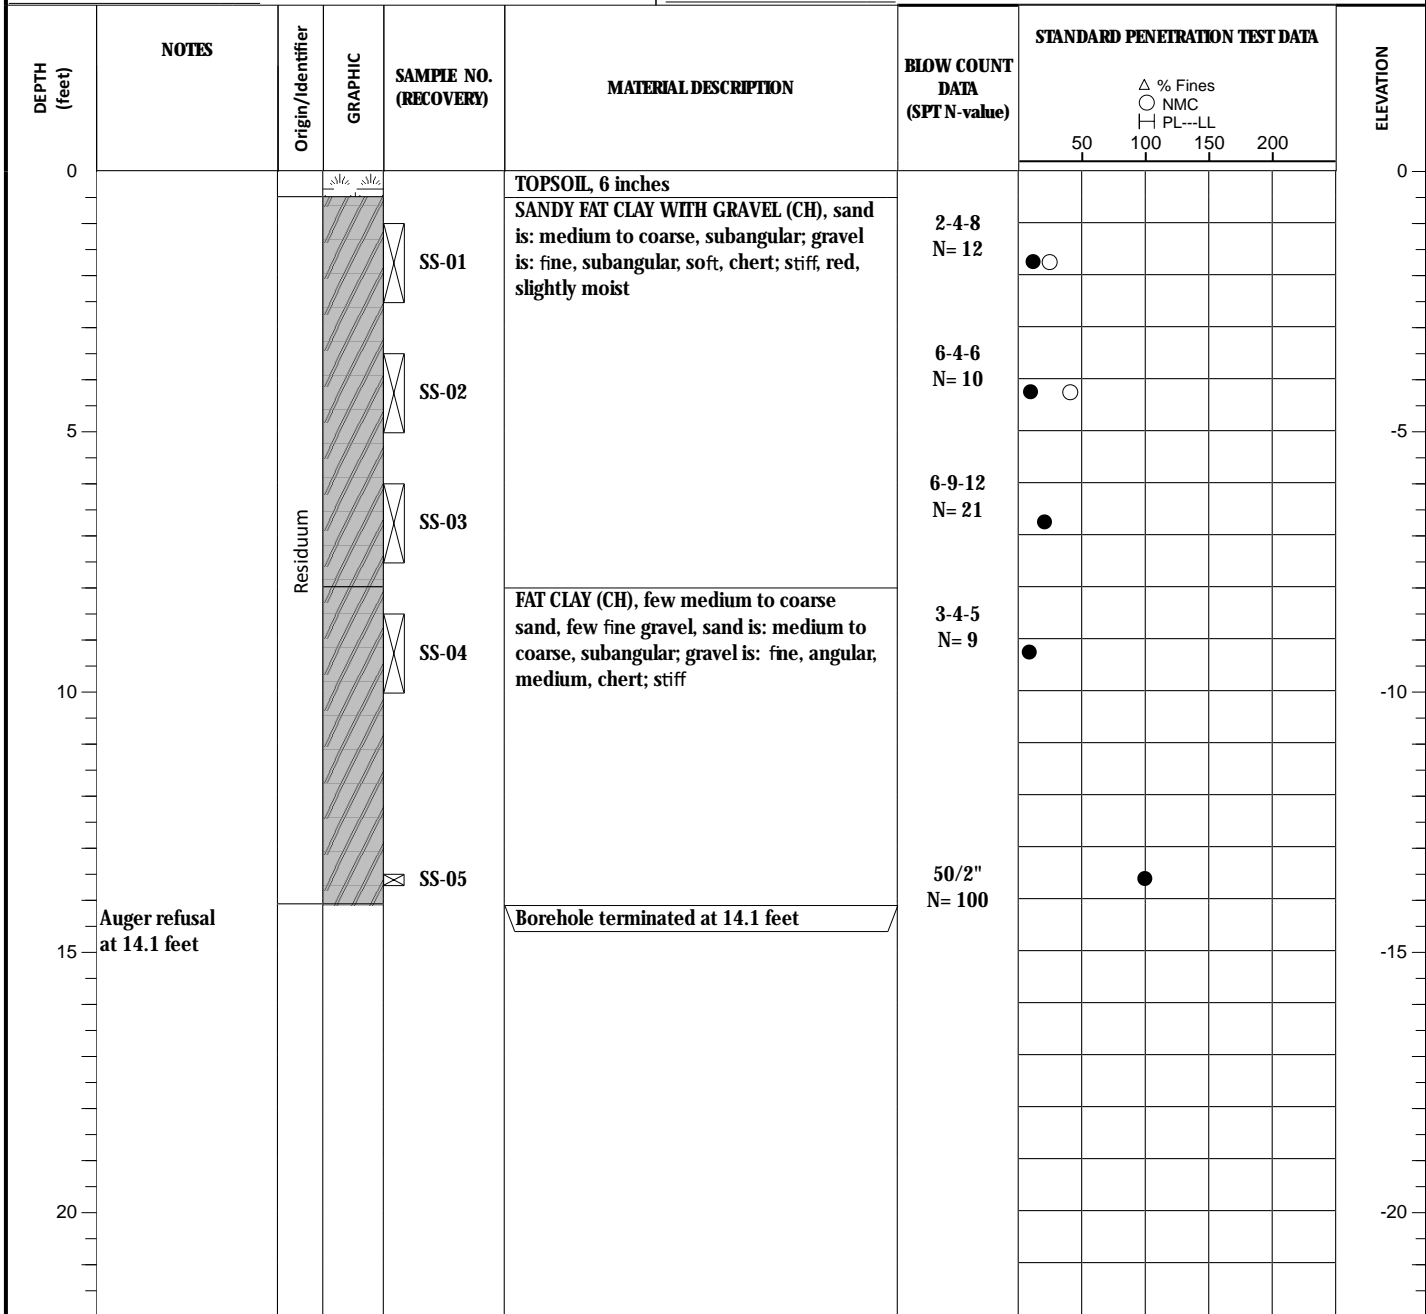 DEPTH
(feet)
NOTES
Origin/Identifier
GRAPHIC
SAMPLE NO.
(RECOVERY)
MATERIAL DESCRIPTION
BLOW COUNT
DATA
(SPT N-value)
STANDARD PENETRATION TEST DATA
△ % Fines
○ NMC
PL---LL
50 100 150 200
ELEVATION
0
TOPSOIL, 6 inches
0
SANDY FAT CLAY WITH GRAVEL (CH), sand
is: medium to coarse, subangular; gravel
is: fine, subangular, soft, chert; stiff, red,
slightly moist
SS-01
2-4-8
N= 12
SS-02
6-4-6
N= 10
5
-5
Residuum
SS-03
6-9-12
N= 21
FAT CLAY (CH), few medium to coarse
sand, few fine gravel, sand is: medium to
coarse, subangular; gravel is: fine, angular,
medium, chert; stiff
SS-04
3-4-5
N= 9
10
-10
SS-05
50/2"
N= 100
Auger refusal
at 14.1 feet
Borehole terminated at 14.1 feet
15
-15
20
-20